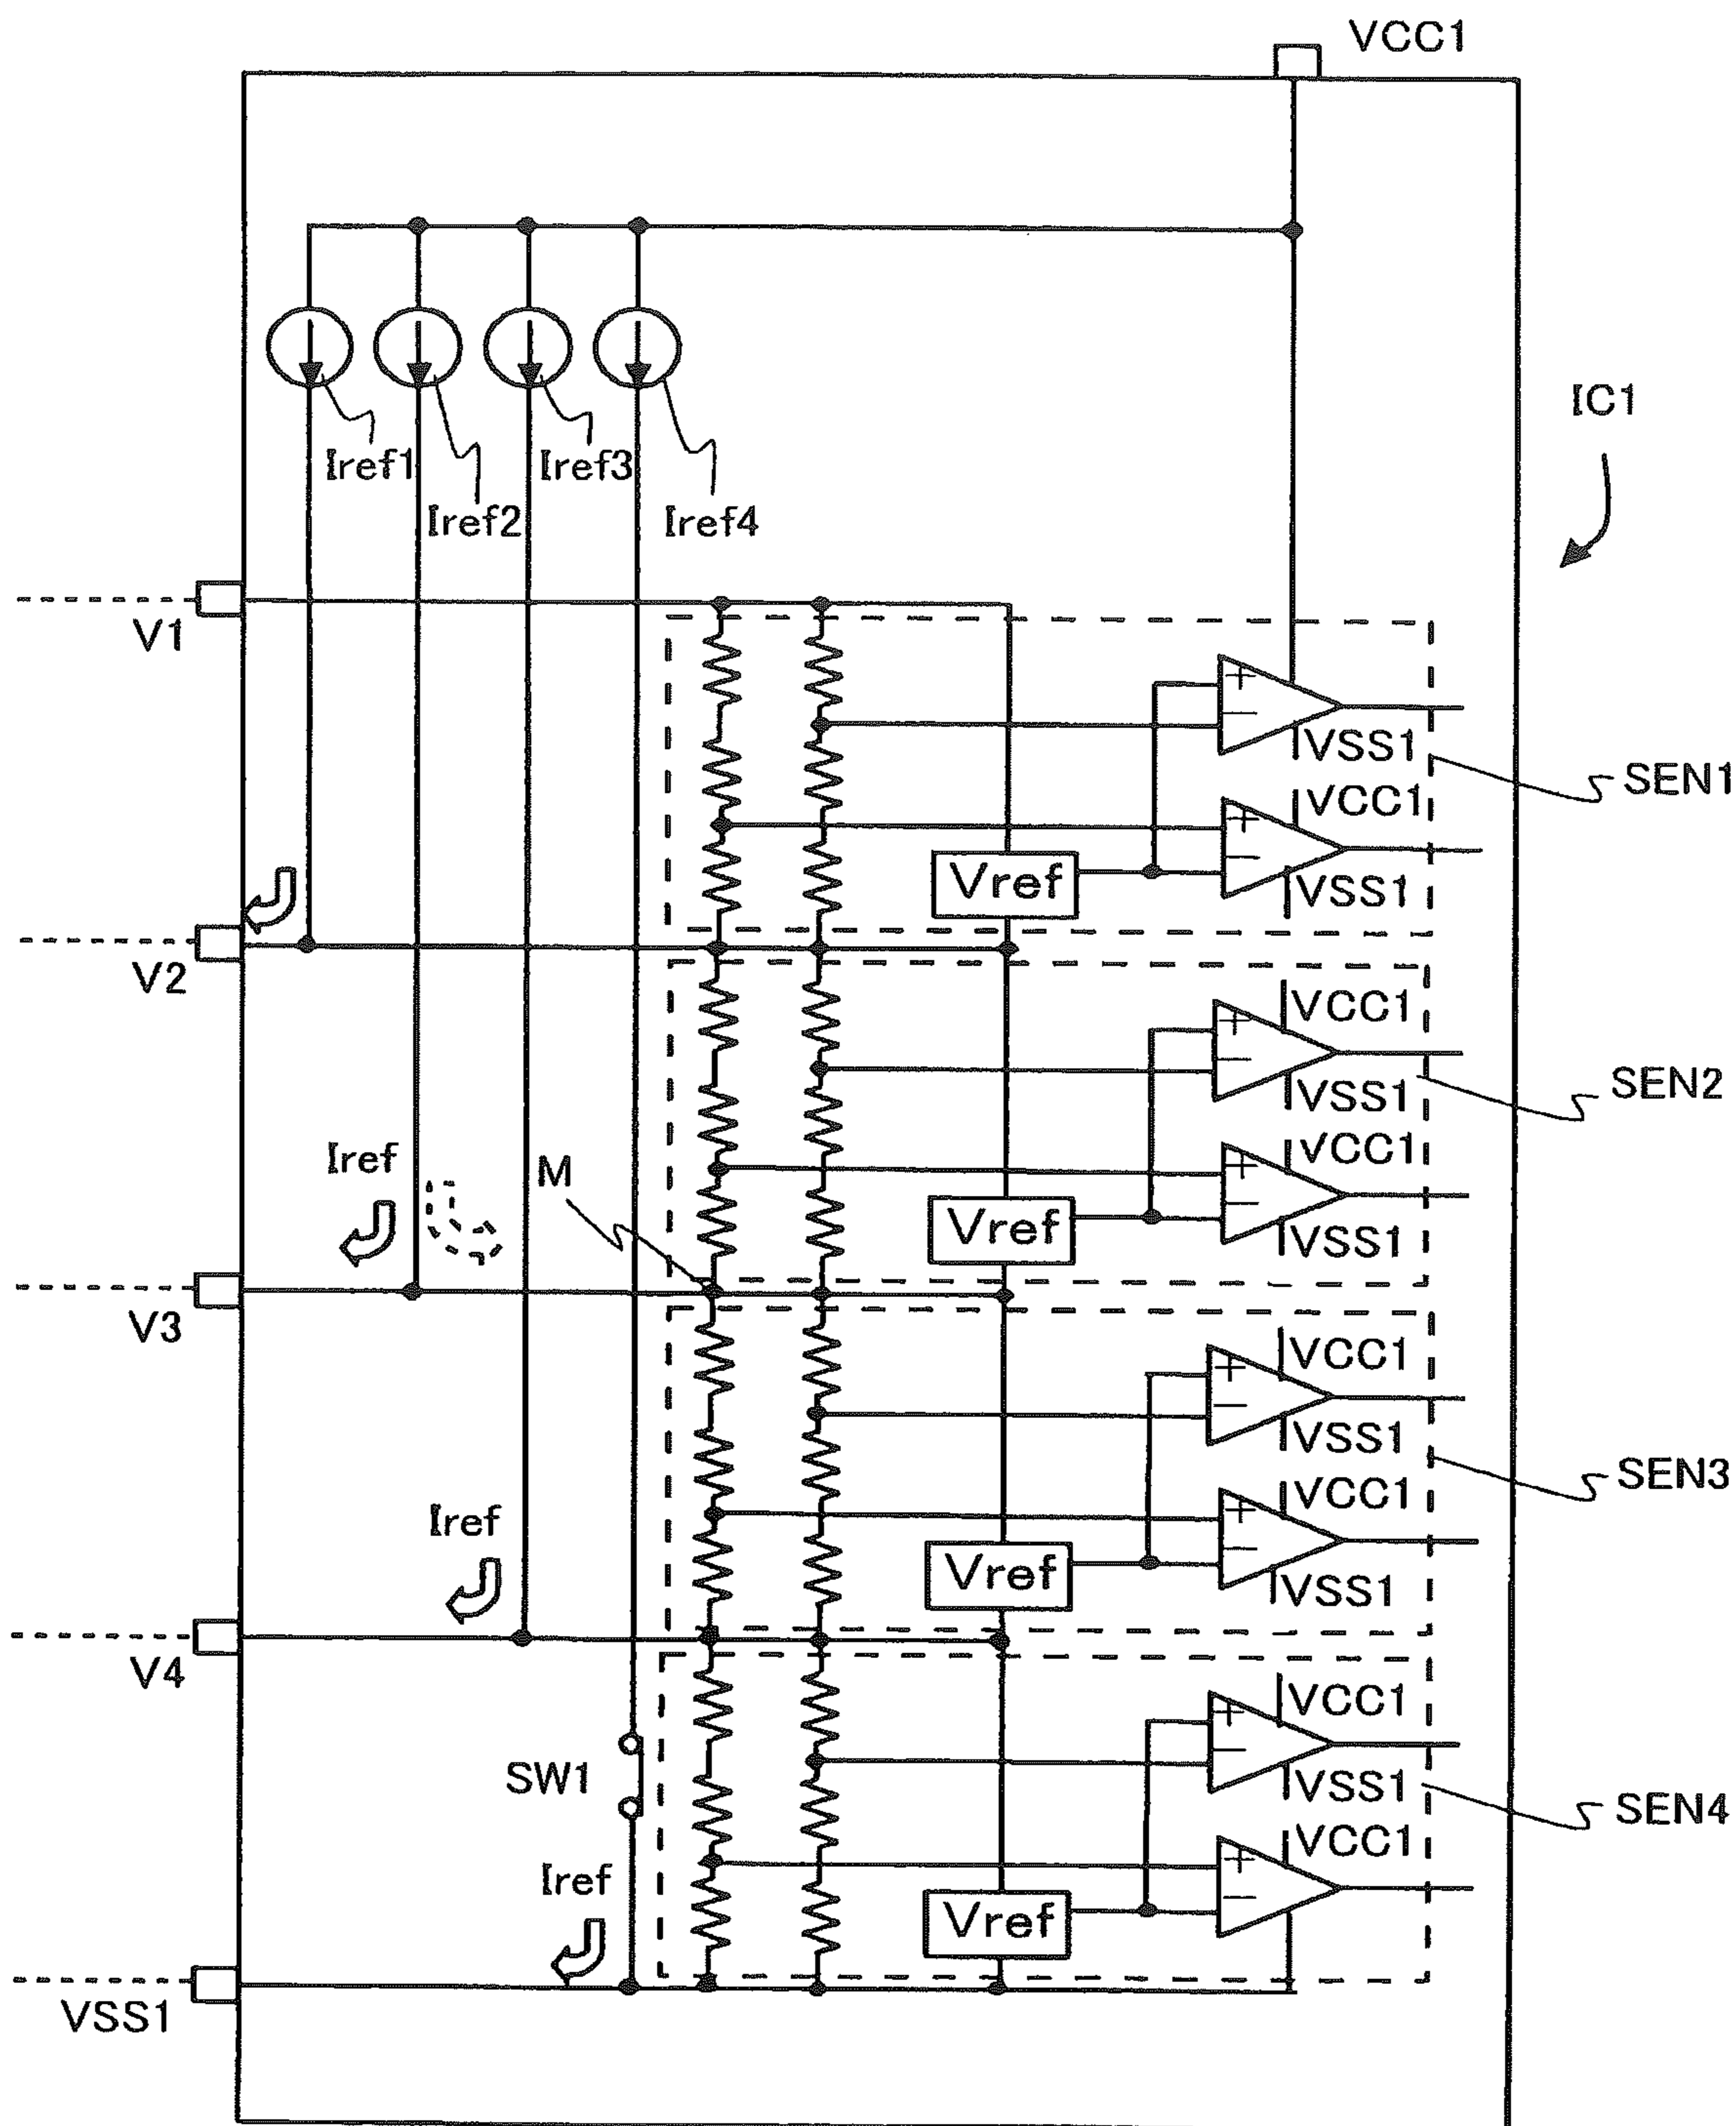 VCC1
IC1
Iref1
Iref3
Iref2
Iref4
V1
+
−
VSS1
SEN1
VCC1
+
−
Vref
VSS1
V2
VCC1
+
−
VSS1
SEN2
Iref
M
VCC1
+
−
Vref
VSS1
V3
VCC1
+
−
VSS1
SEN3
Iref
VCC1
+
−
Vref
VSS1
V4
VCC1
+
−
SW1
VSS1
SEN4
VCC1
Iref
+
−
Vref
VSS1